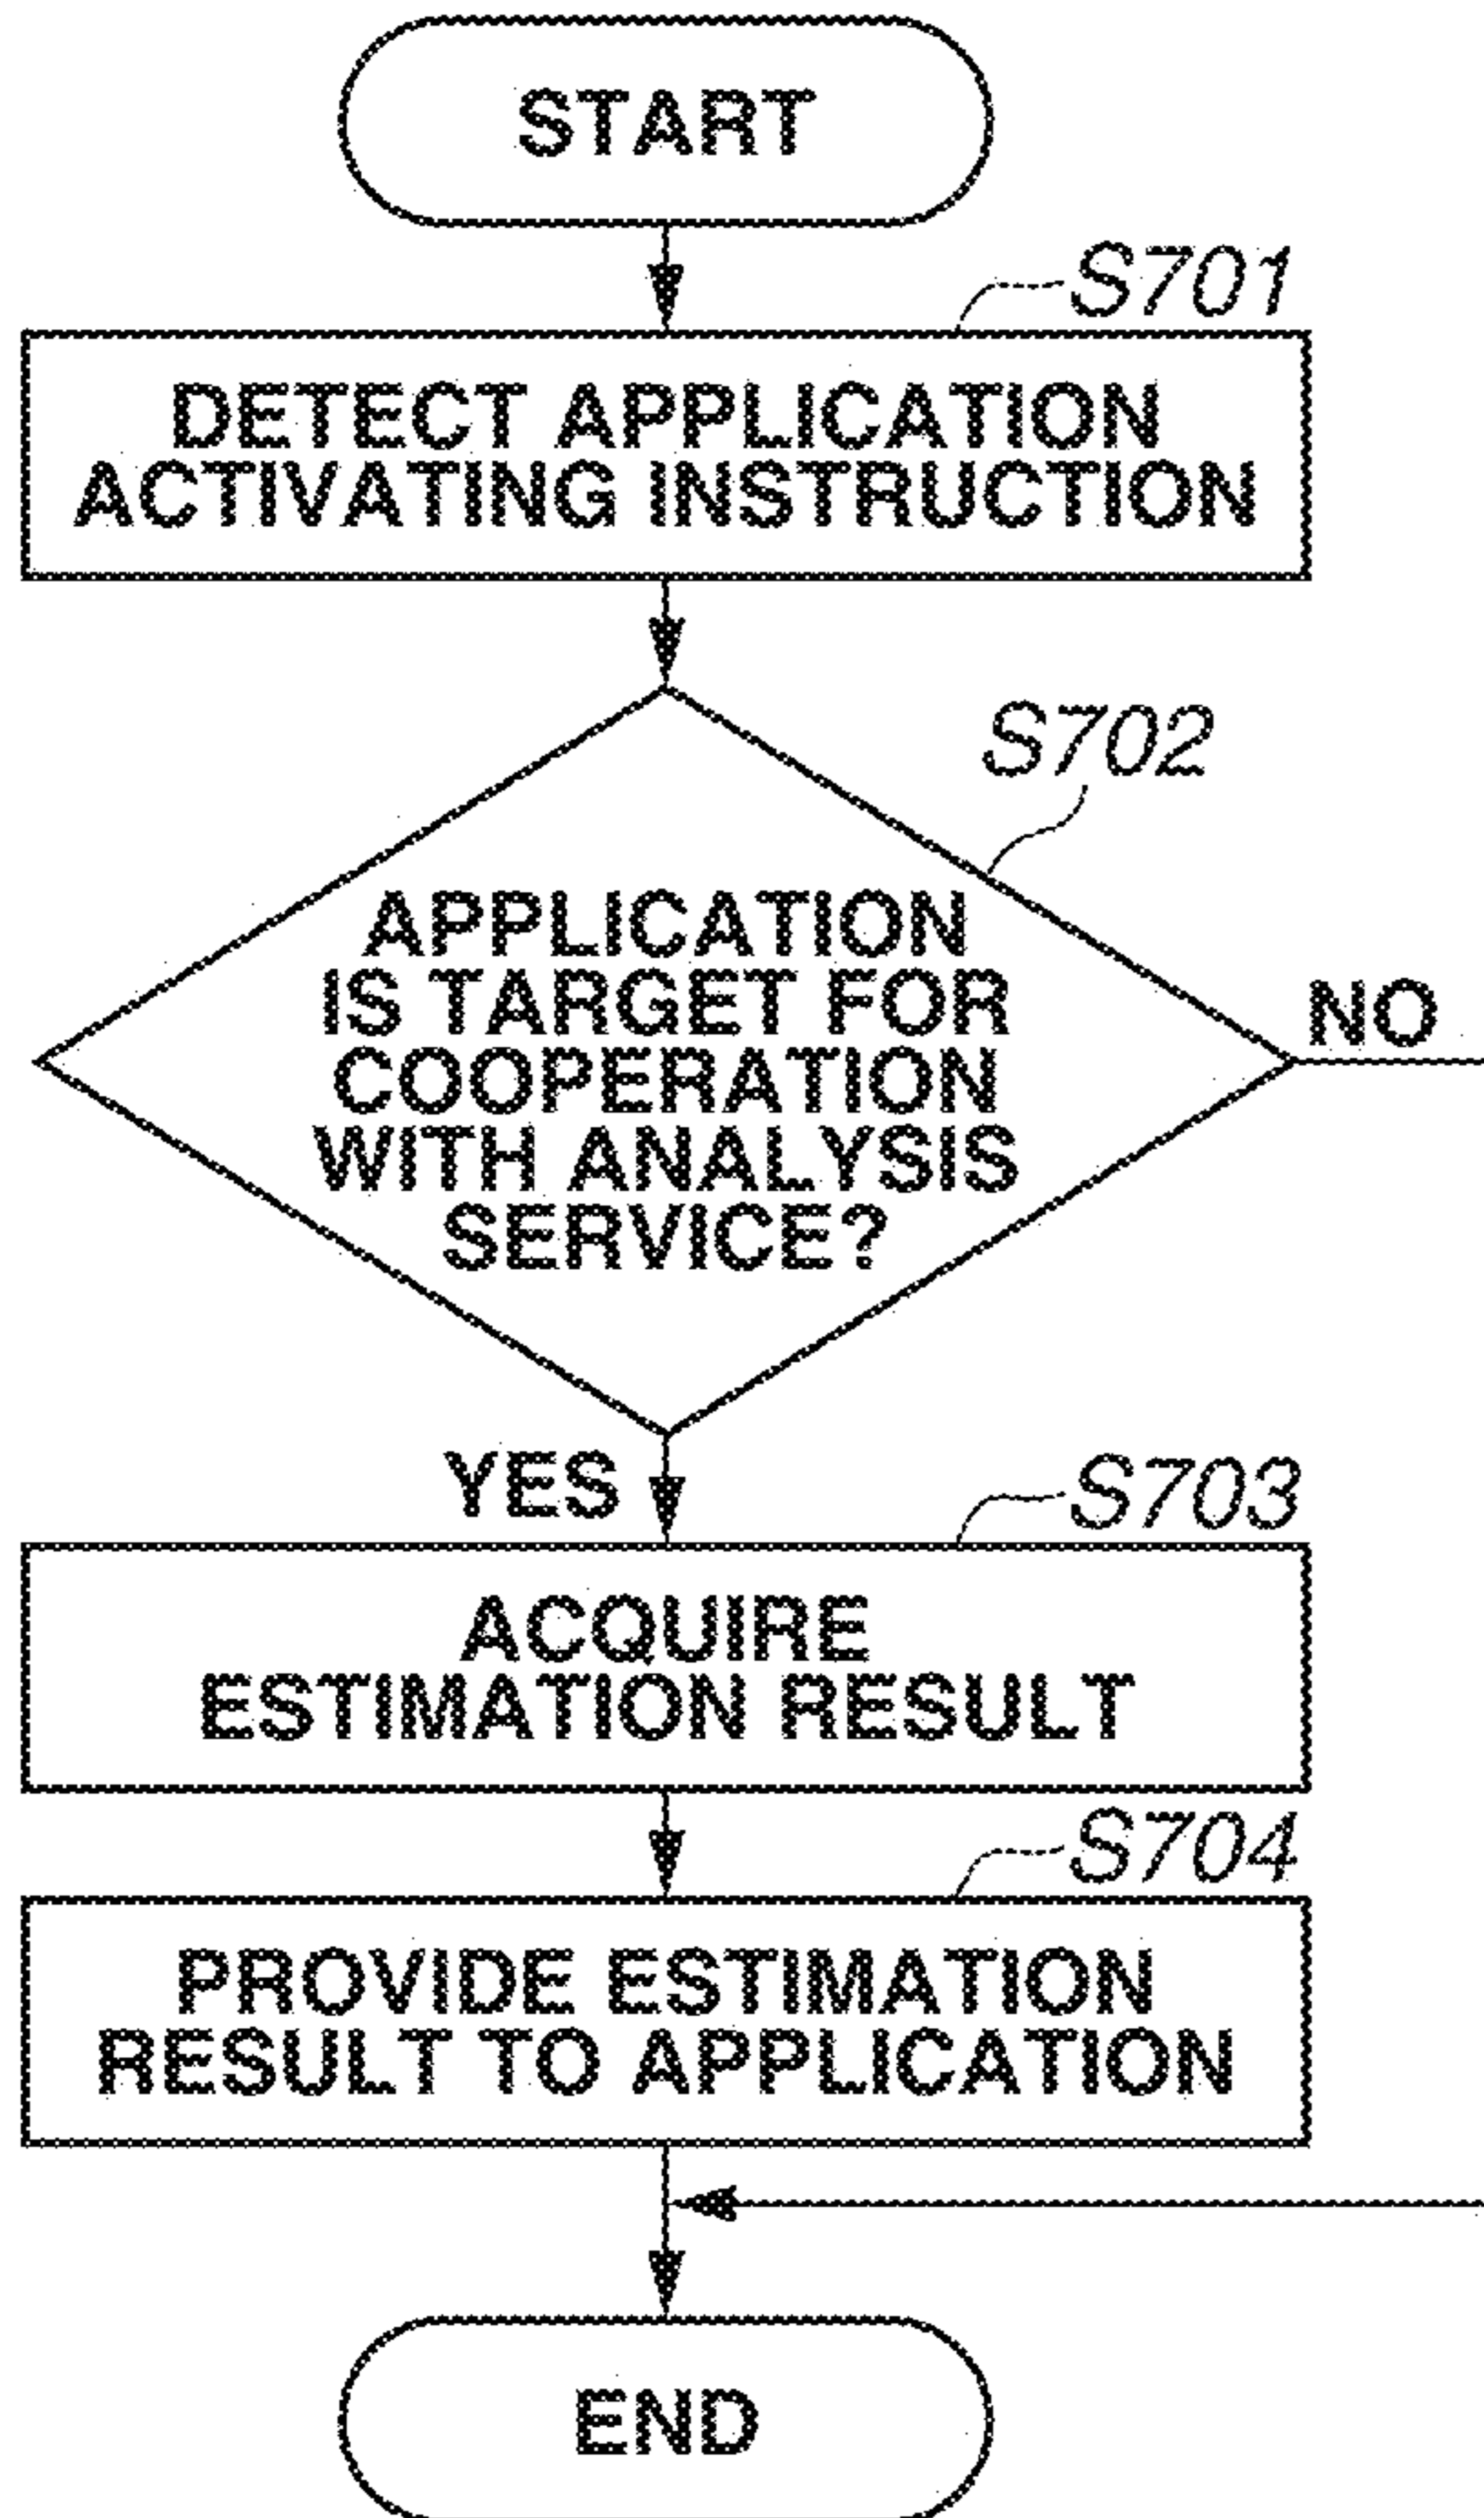 START
S701
DETECT APPLICATION
ACTIVATING INSTRUCTION
S702
APPLICATION
IS TARGET FOR
COOPERATION
WITH ANALYSIS
SERVICE?
NO
YES
S703
ACQUIRE
ESTIMATION RESULT
S704
PROVIDE ESTIMATION
RESULT TO APPLICATION
END